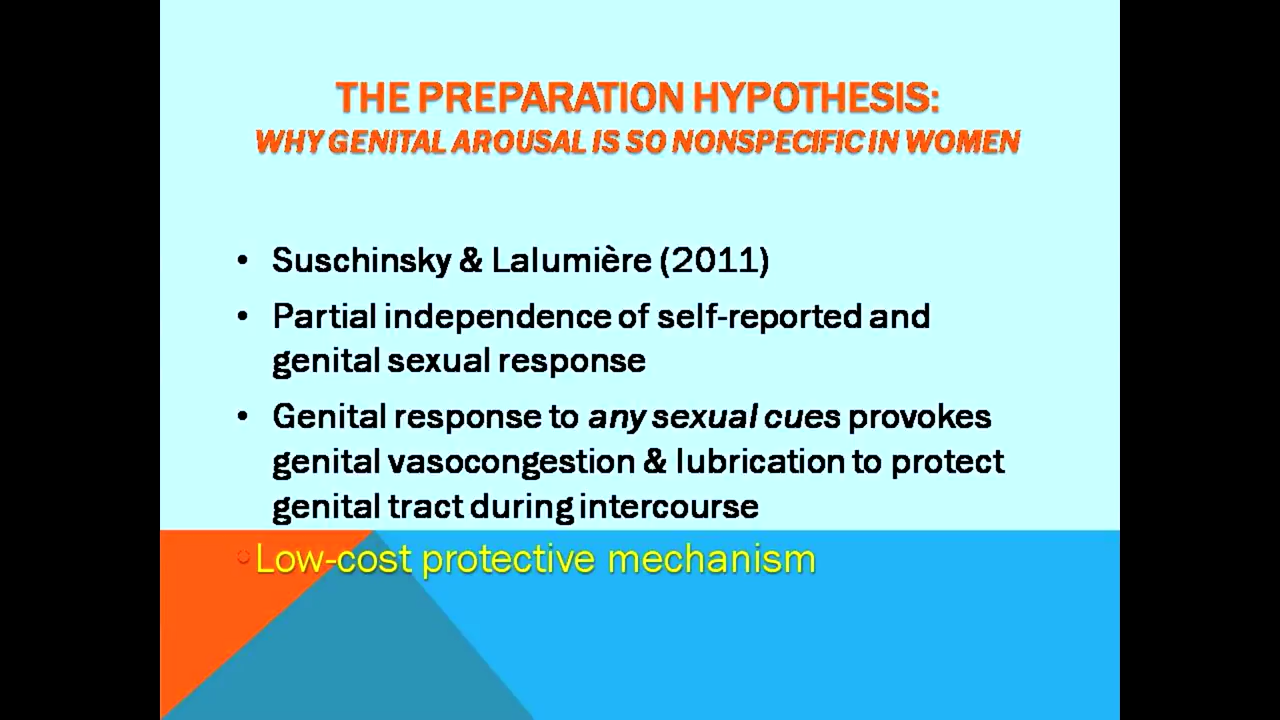 THE PREPARATION HYPOTHESIS:
WHY GENITAL AROUSAL IS SO NONSPECIFIC IN WOMEN
• Suschinsky & Lalumière (2011)
• Partial independence of self-reported and
genital sexual response
• Genital response to any sexual cues provokes
genital vasocongestion & lubrication to protect
genital tract during intercourse
◦Low-cost protective mechanism